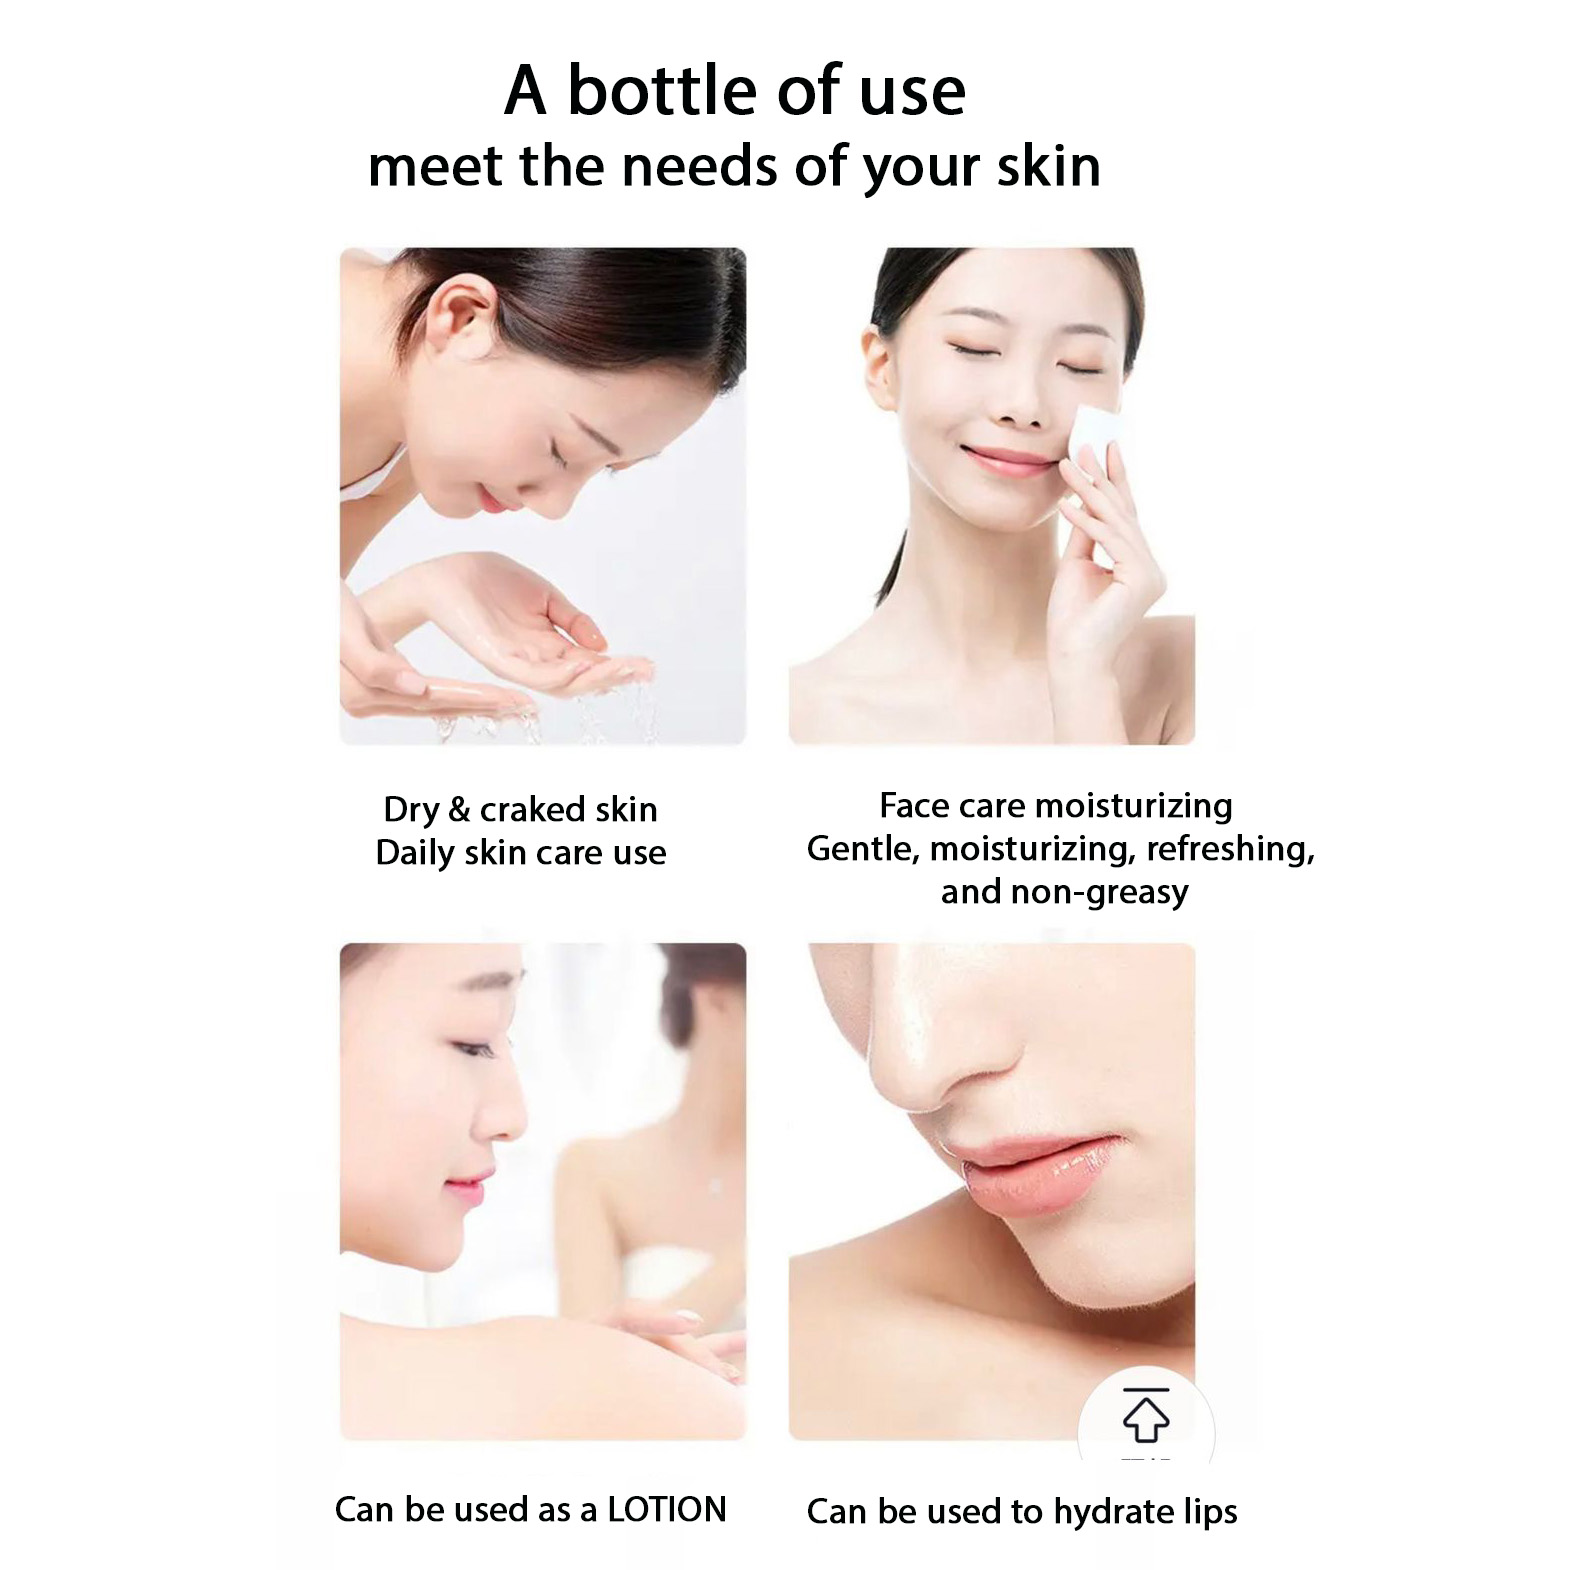 A bottle of use
meet the needs of your skin
Dry & craked skin
Daily skin care use
Face care moisturizing
Gentle, moisturizing, refreshing,
and non-greasy
Can be used as a LOTION
Can be used to hydrate lips